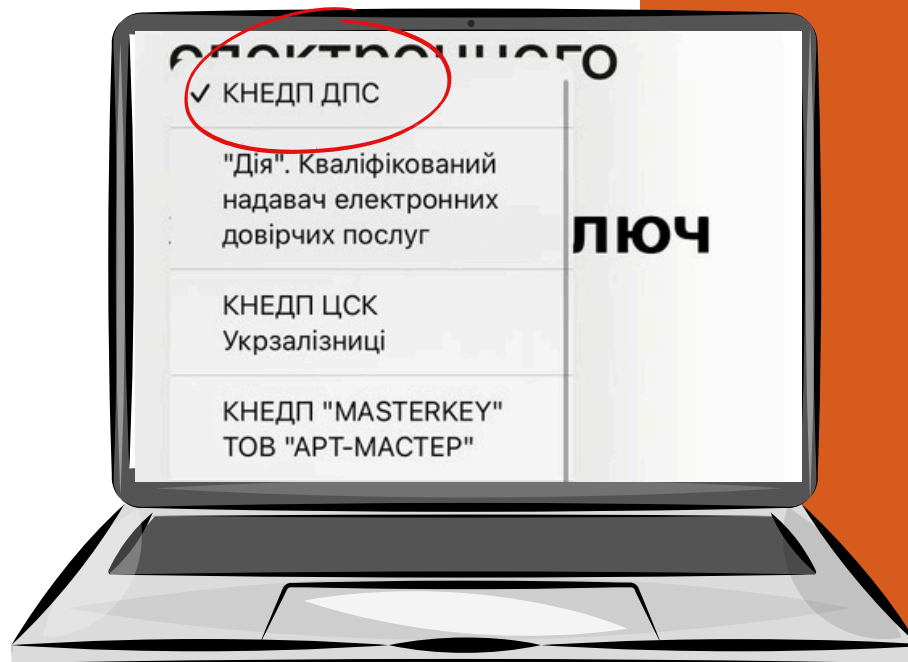 КНЕДП ДПС
"Дія". Кваліфікований
надавач електронних
довірчих послуг
люч
КНЕДП ЦСК
Укрзалізниці
КНЕДП "MASTERKEY"
ТОВ "АРТ-МАСТЕР"